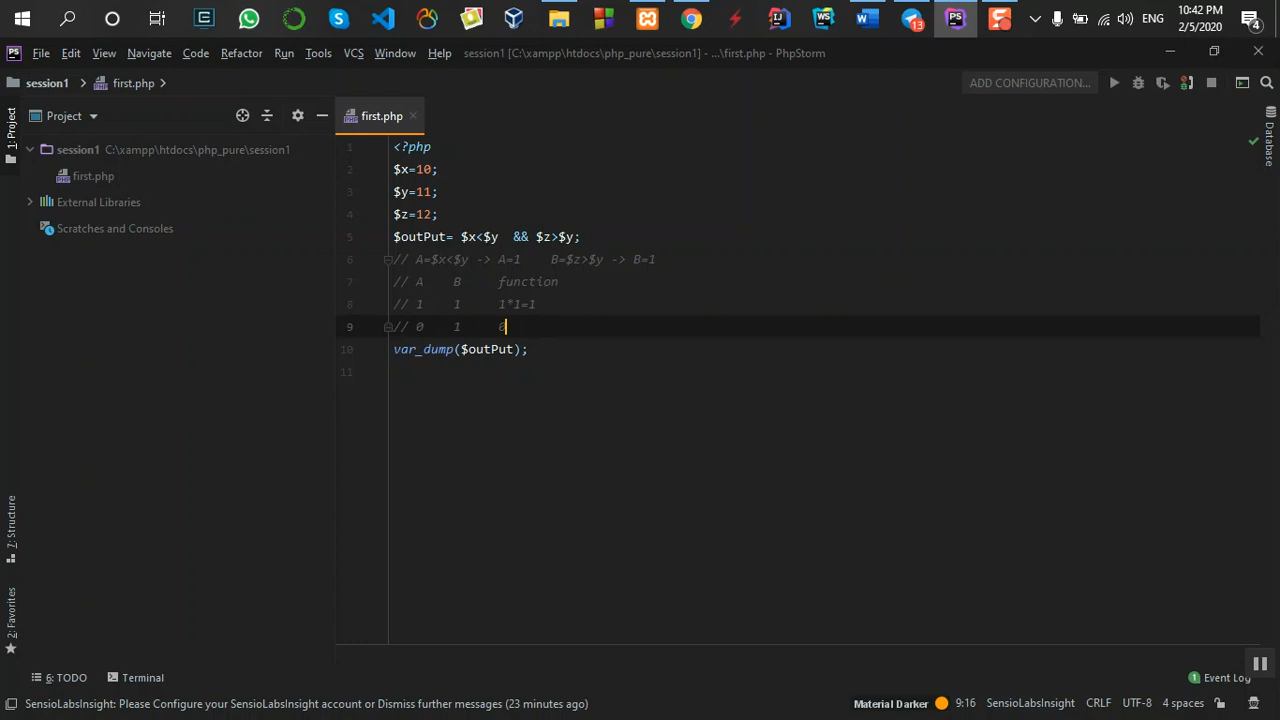 ENG
10:42 PM
2/5/2020
4
13
File Edit View Navigate Code Refactor Run Tools VCS Window Help session1 [C:\xampp\htdocs\php_pure\session1] - ...\first.php - PhpStorm
session1 first.php ADD CONFIGURATION...
Project first.php
1: Project
Database
session1 C:\xampp\htdocs\php_pure\session1
first.php
External Libraries
Scratches and Consoles
1 <?php
2 $x=10;
3 $y=11;
4 $z=12;
5 $outPut= $x<$y  && $z>$y;
6 // A=$x<$y -> A=1    B=$z>$y -> B=1
7 // A    B     function
8 // 1    1     1*1=1
9 // 0    1     0
10 var_dump($outPut);
11
7: Structure
2: Favorites
6: TODO Terminal 1 Event Log
SensioLabsInsight: Please Configure your SensioLabsInsight account or Dismiss further messages (23 minutes ago) Material Darker 9:16 SensioLabsInsight CRLF UTF-8 4 spaces